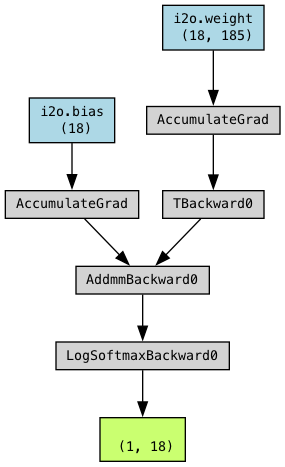 i2o.weight
(18, 185)
i2o.bias
(18)
AccumulateGrad
AccumulateGrad
TBackward0
AddmmBackward0
LogSoftmaxBackward0
(1, 18)